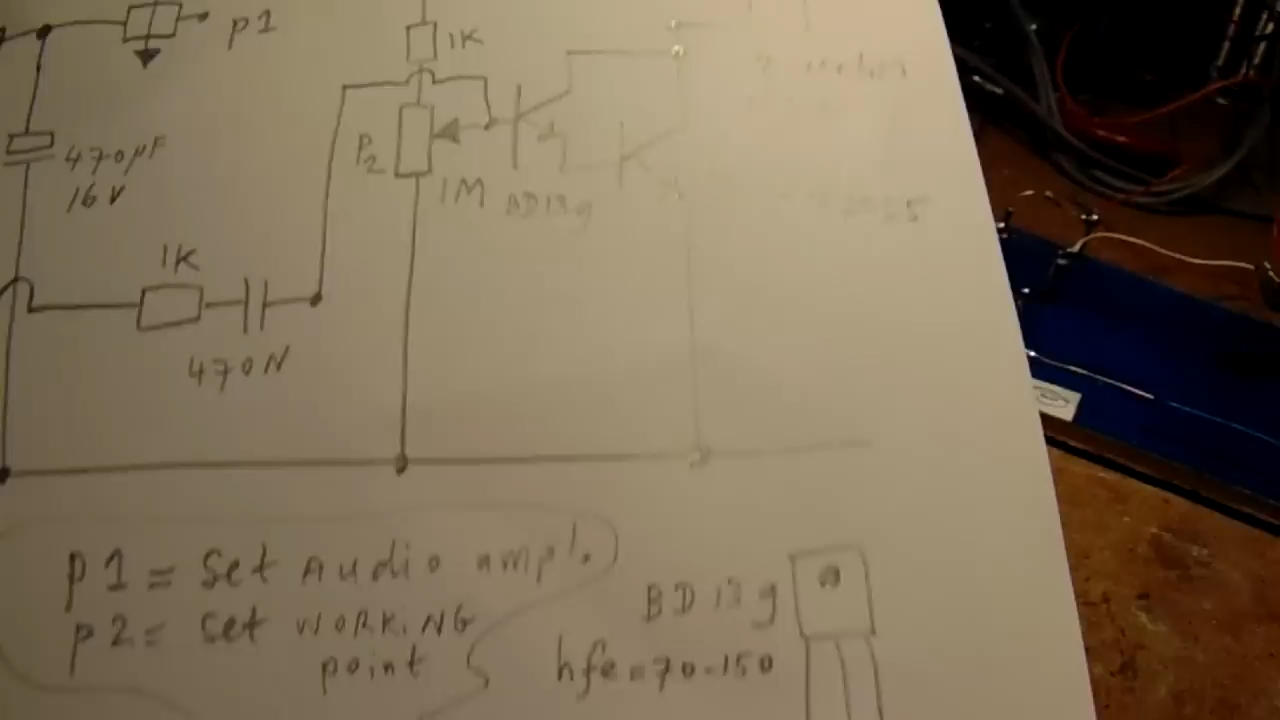 p1
1K
470µF
16V
P2
1M
BD139
1K
470N
p1 = Set Audio ampl.
p2 = set WORKING
point
BD139
hfe = 70-150